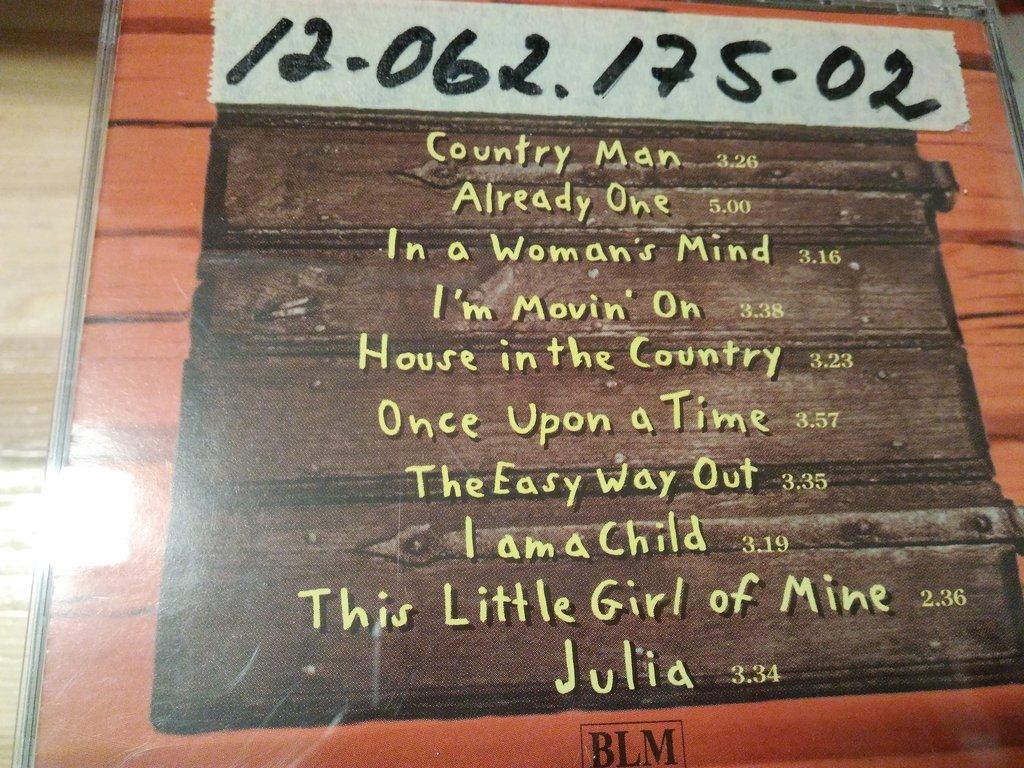 12-062.175-02
Country Man 3.26
Already One 5.00
In a Woman's Mind 3.16
I'm Movin' On 3.38
House in the Country 3.23
Once Upon a Time 3.57
The Easy Way Out 3.35
I am a Child 3.19
This Little Girl of Mine 2.36
Julia 3.34
BLM